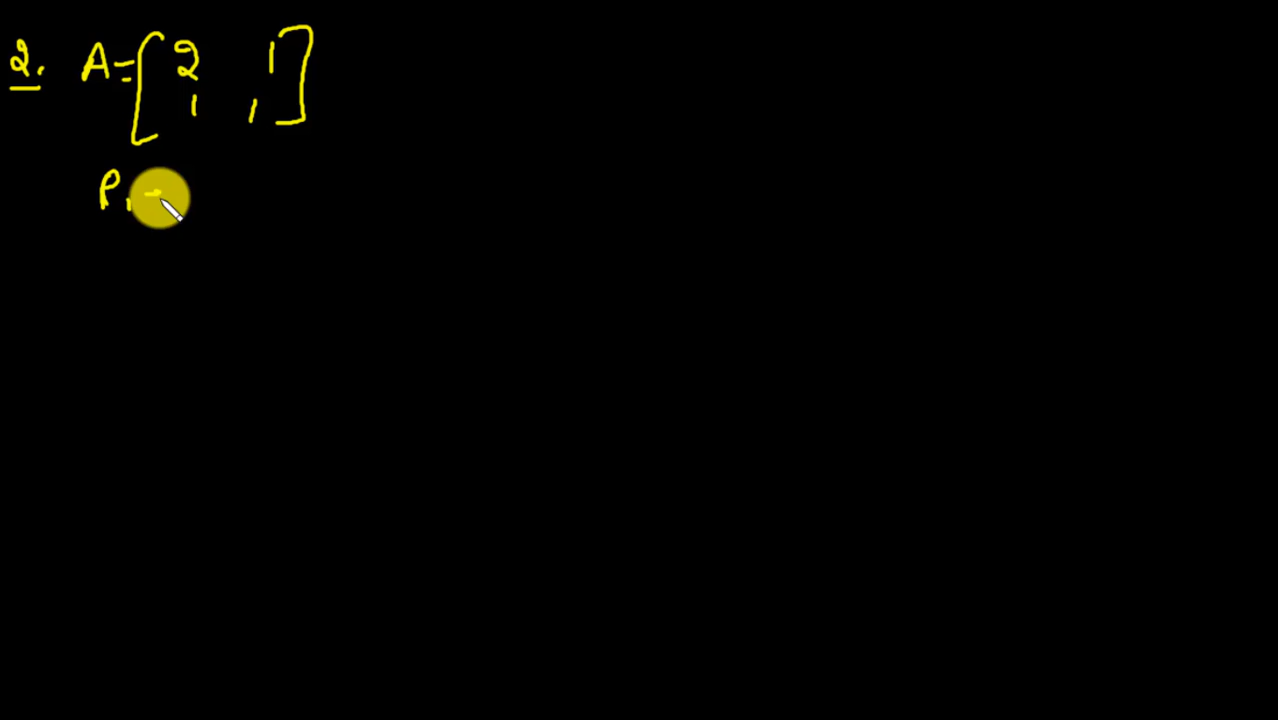 2. A = [ 2 1
1 1 ]
P1 -